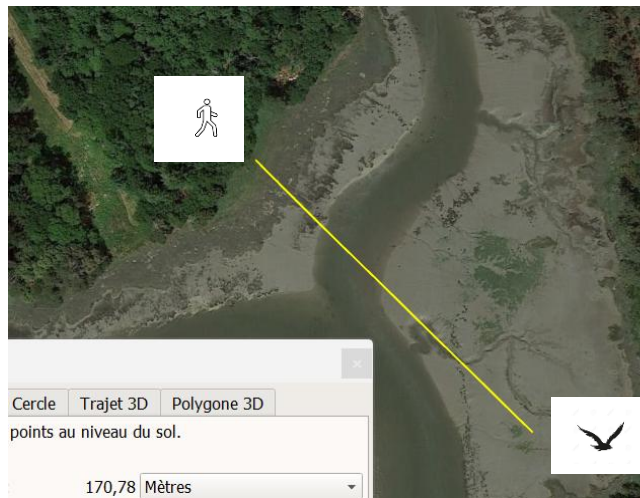 Cercle Trajet 3D Polygone 3D
points au niveau du sol.
170,78 Mètres